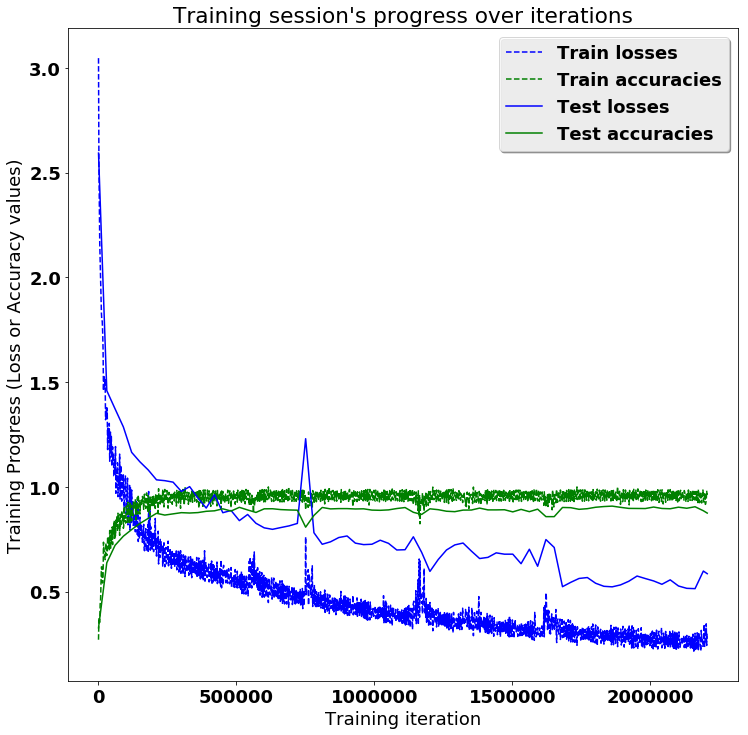 Training session's progress over iterations
Train losses
Train accuracies
Test losses
Test accuracies
Training Progress (Loss or Accuracy values)
3.0
2.5
2.0
1.5
1.0
0.5
0 500000 1000000 1500000 2000000
Training iteration